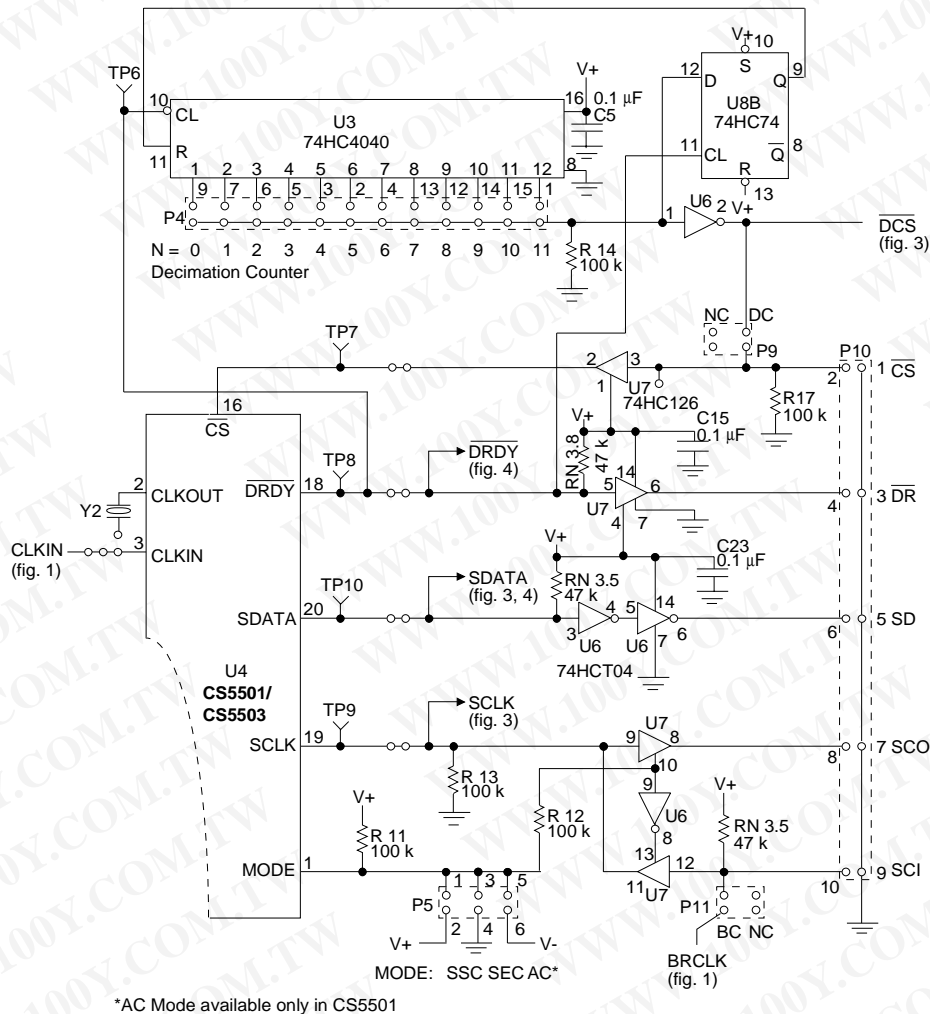 V+
10
TP6
12
D
S
Q
9
V+
10
CL
U3
74HC4040
16
0.1 µF
C5
U8B
74HC74
11
R
8
11
CL
Q
8
1 2 3 4 5 6 7 8 9 10 11 12
R
13
9 7 6 5 3 2 4 13 12 14 15 1
U6
P4
1
2
V+
DCS
(fig. 3)
N = 0 1 2 3 4 5 6 7 8 9 10 11
R 14
100 k
Decimation Counter
NC DC
TP7
P9
P10
2
3
1 CS
1
U7
2
74HC126
R17
100 k
16
CS
V+
C15
0.1 µF
RN 3.8
47 k
DRDY
(fig. 4)
TP8
14
2
CLKOUT
DRDY
18
5
6
3 DR
Y2
U7
7
4
4
CLKIN
(fig. 1)
3
CLKIN
V+
C23
0.1 µF
SDATA
(fig. 3, 4)
RN 3.5
47 k
TP10
SDATA
20
4
5
14
5 SD
3
U6
U6
7
6
6
74HCT04
U4
CS5501/
CS5503
TP9
SCLK
(fig. 3)
U7
SCLK
19
9
8
7 SCO
10
8
R 13
100 k
9
V+
R 12
100 k
U6
V+
R 11
100 k
8
RN 3.5
47 k
13
12
MODE
1
9 SCI
11
U7
10
1 3 5
P5
P11
2 4 6
V+
V-
BC NC
MODE: SSC SEC AC*
BRCLK
(fig. 1)
*AC Mode available only in CS5501
WWW.100Y.COM.TW